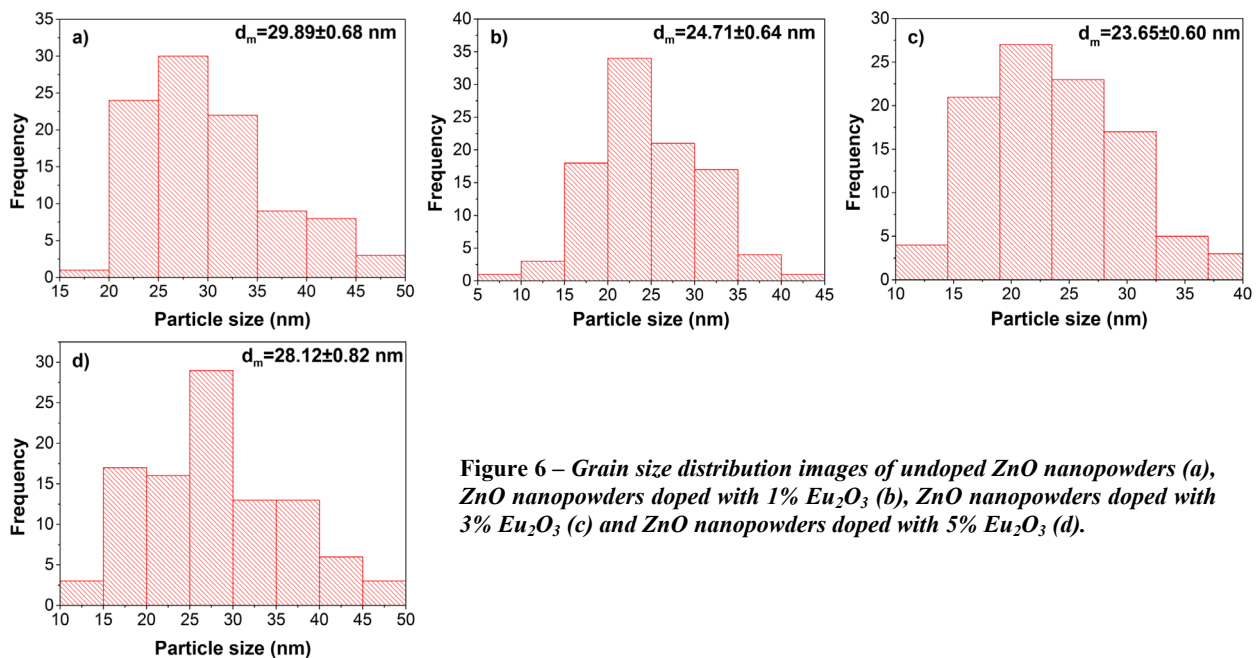 a)
d_m=29.89±0.68 nm
35
30
25
20
15
10
5
0
Frequency
15 20 25 30 35 40 45 50
Particle size (nm)
b)
d_m=24.71±0.64 nm
40
35
30
25
20
15
10
5
0
Frequency
5 10 15 20 25 30 35 40 45
Particle size (nm)
c)
d_m=23.65±0.60 nm
30
25
20
15
10
5
0
Frequency
10 15 20 25 30 35 40
Particle size (nm)
d)
d_m=28.12±0.82 nm
30
25
20
15
10
5
0
Frequency
10 15 20 25 30 35 40 45 50
Particle size (nm)
Figure 6 – Grain size distribution images of undoped ZnO nanopowders (a),
ZnO nanopowders doped with 1% Eu₂O₃ (b), ZnO nanopowders doped with
3% Eu₂O₃ (c) and ZnO nanopowders doped with 5% Eu₂O₃ (d).